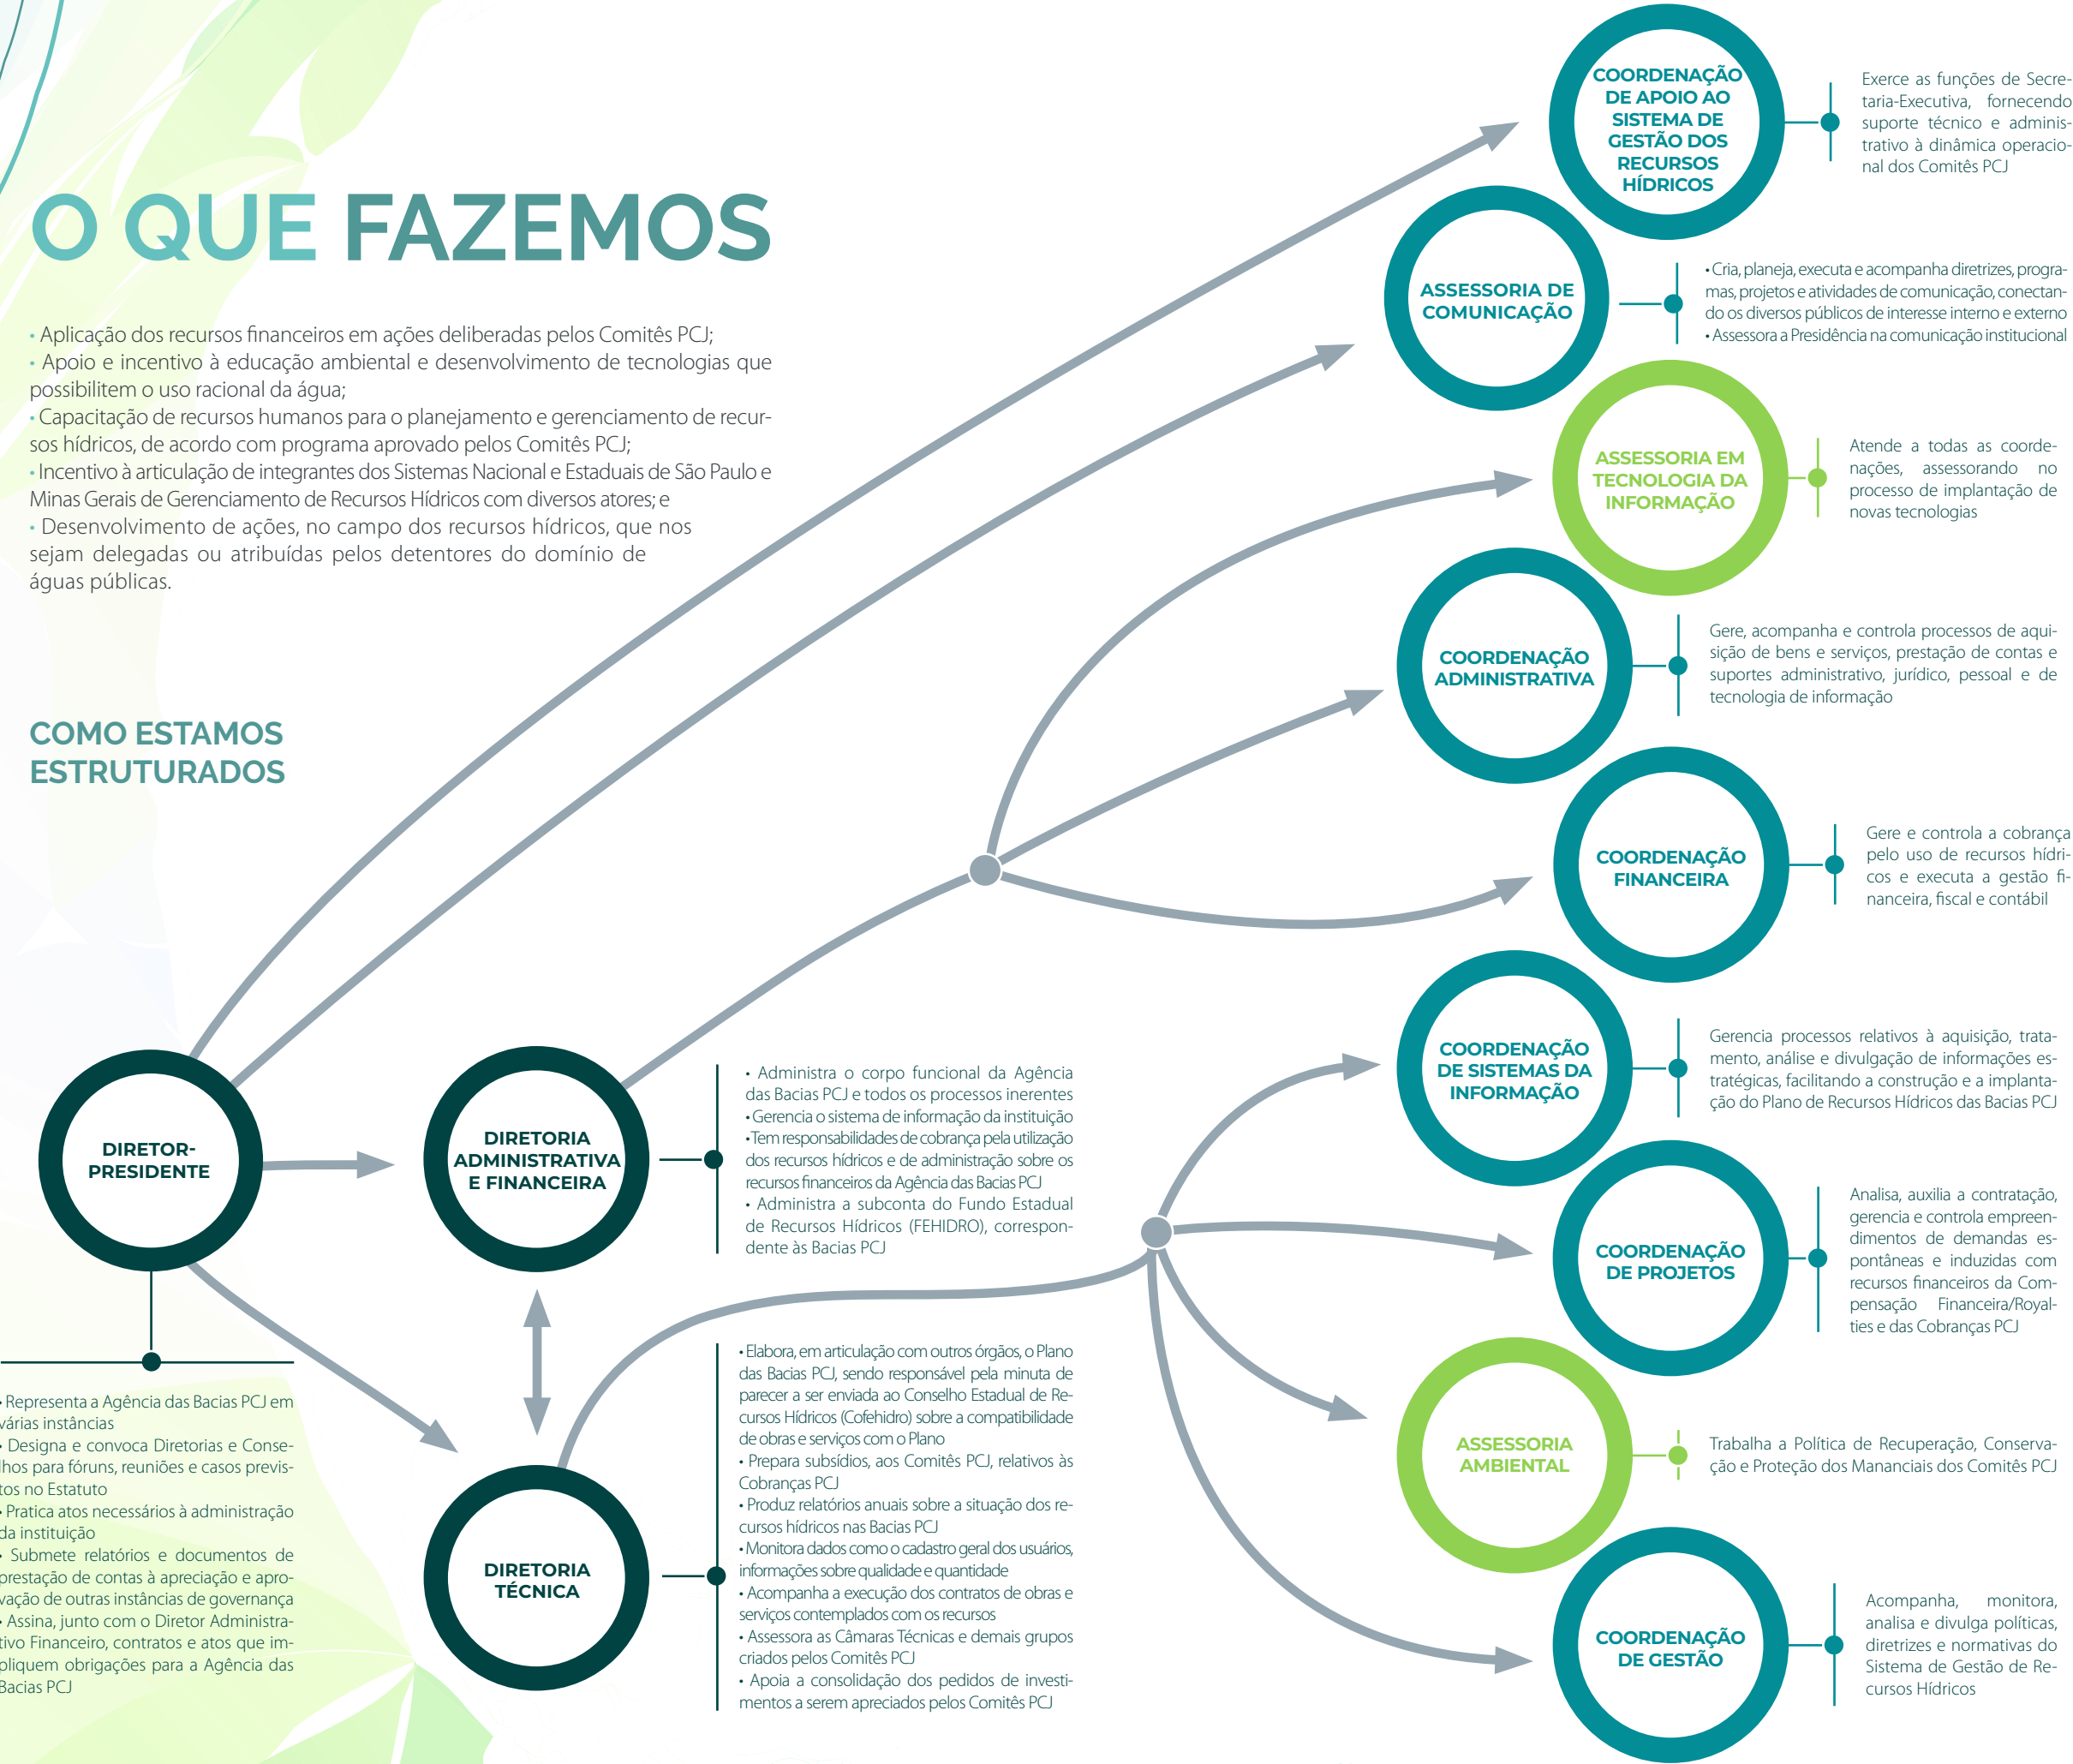 O QUE FAZEMOS
• Aplicação dos recursos financeiros em ações deliberadas pelos Comitês PCJ;
• Apoio e incentivo à educação ambiental e desenvolvimento de tecnologias que
possibilitem o uso racional da água;
• Capacitação de recursos humanos para o planejamento e gerenciamento de recur-
sos hídricos, de acordo com programa aprovado pelos Comitês PCJ;
• Incentivo à articulação de integrantes dos Sistemas Nacional e Estaduais de São Paulo e
Minas Gerais de Gerenciamento de Recursos Hídricos com diversos atores; e
• Desenvolvimento de ações, no campo dos recursos hídricos, que nos
sejam delegadas ou atribuídas pelos detentores do domínio de
águas públicas.
COMO ESTAMOS
ESTRUTURADOS
DIRETOR-
PRESIDENTE
• Representa a Agência das Bacias PCJ em
várias instâncias
• Designa e convoca Diretorias e Conse-
lhos para fóruns, reuniões e casos previs-
tos no Estatuto
• Pratica atos necessários à administração
da instituição
• Submete relatórios e documentos de
prestação de contas à apreciação e apro-
vação de outras instâncias de governança
• Assina, junto com o Diretor Administra-
tivo Financeiro, contratos e atos que im-
pliquem obrigações para a Agência das
Bacias PCJ
DIRETORIA
ADMINISTRATIVA
E FINANCEIRA
• Administra o corpo funcional da Agência
das Bacias PCJ e todos os processos inerentes
• Gerencia o sistema de informação da instituição
• Tem responsabilidades de cobrança pela utilização
dos recursos hídricos e de administração sobre os
recursos financeiros da Agência das Bacias PCJ
• Administra a subconta do Fundo Estadual
de Recursos Hídricos (FEHIDRO), correspon-
dente às Bacias PCJ
DIRETORIA
TÉCNICA
• Elabora, em articulação com outros órgãos, o Plano
das Bacias PCJ, sendo responsável pela minuta de
parecer a ser enviada ao Conselho Estadual de Re-
cursos Hídricos (Cofehidro) sobre a compatibilidade
de obras e serviços com o Plano
• Prepara subsídios, aos Comitês PCJ, relativos às
Cobranças PCJ
• Produz relatórios anuais sobre a situação dos re-
cursos hídricos nas Bacias PCJ
• Monitora dados como o cadastro geral dos usuários,
informações sobre qualidade e quantidade
• Acompanha a execução dos contratos de obras e
serviços contemplados com os recursos
• Assessora as Câmaras Técnicas e demais grupos
criados pelos Comitês PCJ
• Apoia a consolidação dos pedidos de investi-
mentos a serem apreciados pelos Comitês PCJ
COORDENAÇÃO
DE APOIO AO
SISTEMA DE
GESTÃO DOS
RECURSOS
HÍDRICOS
Exerce as funções de Secre-
taria-Executiva, fornecendo
suporte técnico e adminis-
trativo à dinâmica operacio-
nal dos Comitês PCJ
ASSESSORIA DE
COMUNICAÇÃO
• Cria, planeja, executa e acompanha diretrizes, progra-
mas, projetos e atividades de comunicação, conectan-
do os diversos públicos de interesse interno e externo
• Assessora a Presidência na comunicação institucional
ASSESSORIA EM
TECNOLOGIA DA
INFORMAÇÃO
Atende a todas as coorde-
nações, assessorando no
processo de implantação de
novas tecnologias
COORDENAÇÃO
ADMINISTRATIVA
Gere, acompanha e controla processos de aqui-
sição de bens e serviços, prestação de contas e
suportes administrativo, jurídico, pessoal e de
tecnologia de informação
COORDENAÇÃO
FINANCEIRA
Gere e controla a cobrança
pelo uso de recursos hídri-
cos e executa a gestão fi-
nanceira, fiscal e contábil
COORDENAÇÃO
DE SISTEMAS DA
INFORMAÇÃO
Gerencia processos relativos à aquisição, trata-
mento, análise e divulgação de informações es-
tratégicas, facilitando a construção e a implanta-
ção do Plano de Recursos Hídricos das Bacias PCJ
COORDENAÇÃO
DE PROJETOS
Analisa, auxilia a contratação,
gerencia e controla empreen-
dimentos de demandas es-
pontâneas e induzidas com
recursos financeiros da Com-
pensação Financeira/Royal-
ties e das Cobranças PCJ
ASSESSORIA
AMBIENTAL
Trabalha a Política de Recuperação, Conserva-
ção e Proteção dos Mananciais dos Comitês PCJ
COORDENAÇÃO
DE GESTÃO
Acompanha, monitora,
analisa e divulga políticas,
diretrizes e normativas do
Sistema de Gestão de Re-
cursos Hídricos